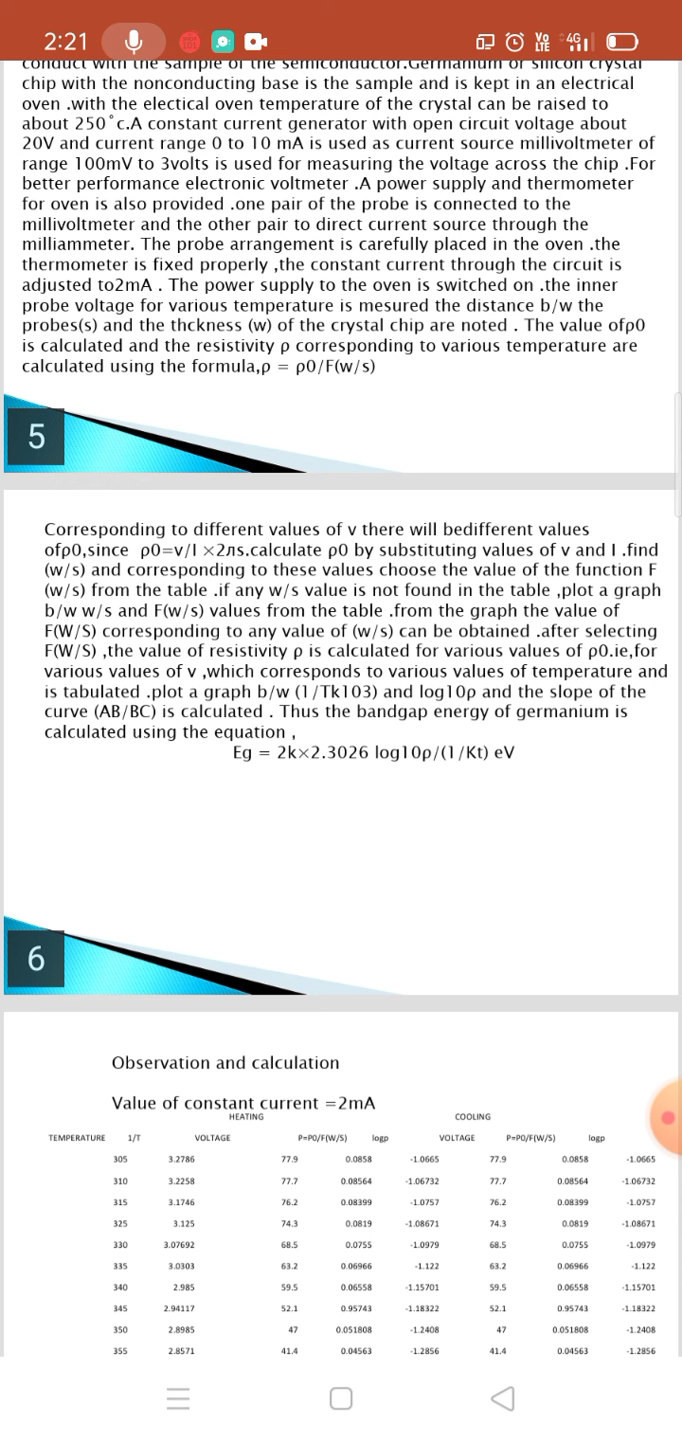 2:21
VoLTE 4G
conduct with the sample of the semiconductor.Germanium or silicon crystal
chip with the nonconducting base is the sample and is kept in an electrical
oven .with the electical oven temperature of the crystal can be raised to
about 250˚c.A constant current generator with open circuit voltage about
20V and current range 0 to 10 mA is used as current source millivoltmeter of
range 100mV to 3volts is used for measuring the voltage across the chip .For
better performance electronic voltmeter .A power supply and thermometer
for oven is also provided .one pair of the probe is connected to the
millivoltmeter and the other pair to direct current source through the
milliammeter. The probe arrangement is carefully placed in the oven .the
thermometer is fixed properly ,the constant current through the circuit is
adjusted to2mA . The power supply to the oven is switched on .the inner
probe voltage for various temperature is mesured the distance b/w the
probes(s) and the thckness (w) of the crystal chip are noted . The value ofρ0
is calculated and the resistivity ρ corresponding to various temperature are
calculated using the formula,ρ = ρ0/F(w/s)
5
Corresponding to different values of v there will bedifferent values
ofρ0,since ρ0=v/I ×2лs.calculate ρ0 by substituting values of v and I .find
(w/s) and corresponding to these values choose the value of the function F
(w/s) from the table .if any w/s value is not found in the table ,plot a graph
b/w w/s and F(w/s) values from the table .from the graph the value of
F(W/S) corresponding to any value of (w/s) can be obtained .after selecting
F(W/S) ,the value of resistivity ρ is calculated for various values of ρ0.ie,for
various values of v ,which corresponds to various values of temperature and
is tabulated .plot a graph b/w (1/Tk103) and log10ρ and the slope of the
curve (AB/BC) is calculated . Thus the bandgap energy of germanium is
calculated using the equation ,
Eg = 2k×2.3026 log10ρ/(1/Kt) eV
6
Observation and calculation
Value of constant current =2mA
HEATING COOLING
TEMPERATURE 1/T VOLTAGE P=P0/F(W/S) logp VOLTAGE P=P0/F(W/S) logp
305 3.2786 77.9 0.0858 -1.0665 77.9 0.0858 -1.0665
310 3.2258 77.7 0.08564 -1.06732 77.7 0.08564 -1.06732
315 3.1746 76.2 0.08399 -1.0757 76.2 0.08399 -1.0757
325 3.125 74.3 0.0819 -1.08671 74.3 0.0819 -1.08671
330 3.07692 68.5 0.0755 -1.0979 68.5 0.0755 -1.0979
335 3.0303 63.2 0.06966 -1.122 63.2 0.06966 -1.122
340 2.985 59.5 0.06558 -1.15701 59.5 0.06558 -1.15701
345 2.94117 52.1 0.95743 -1.18322 52.1 0.95743 -1.18322
350 2.8985 47 0.051808 -1.2408 47 0.051808 -1.2408
355 2.8571 41.4 0.04563 -1.2856 41.4 0.04563 -1.2856